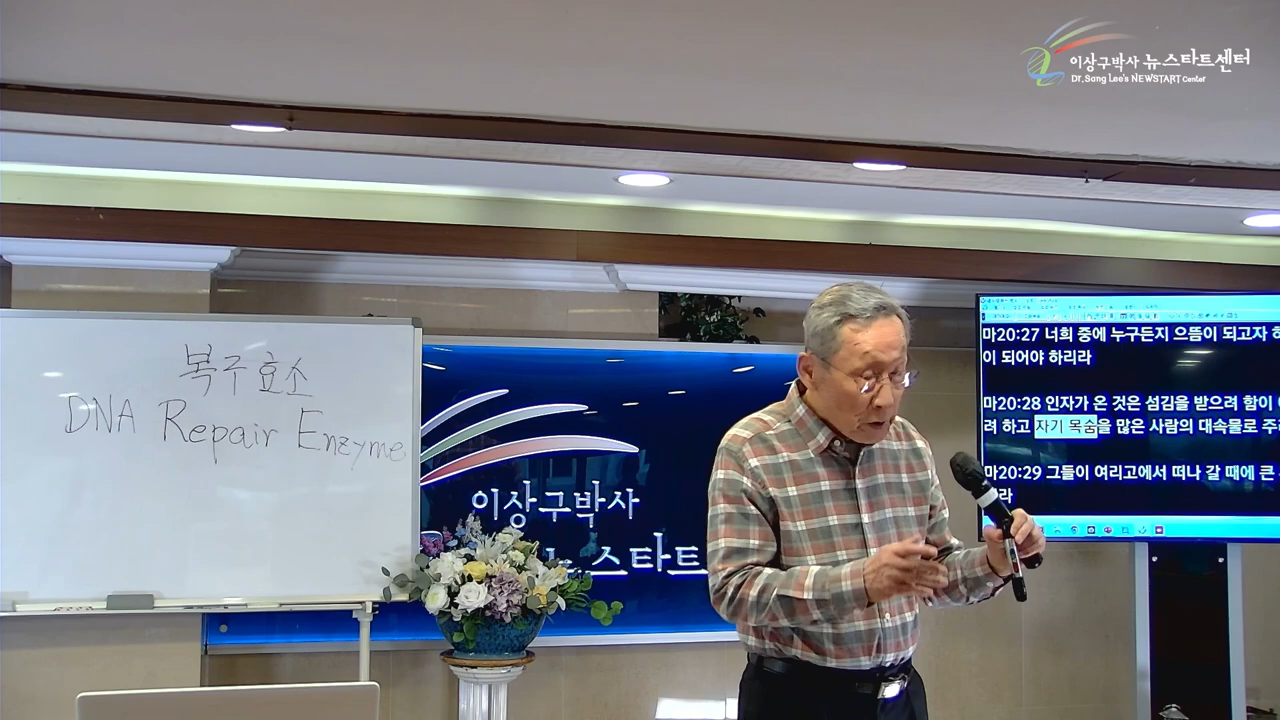 이상구박사 뉴스타트센터
Dr. Sang Lee's NEWSTART Center
복구효소
DNA Repair Enzyme
이상구박사
뉴스타트
마20:27 너희 중에 누구든지 으뜸이 되고자
이 되어야 하리라
마20:28 인자가 온 것은 섬김을 받으려 함이
려 하고 자기 목숨을 많은 사람의 대속물로
마20:29 그들이 여리고에서 떠나 갈 때에 큰
라